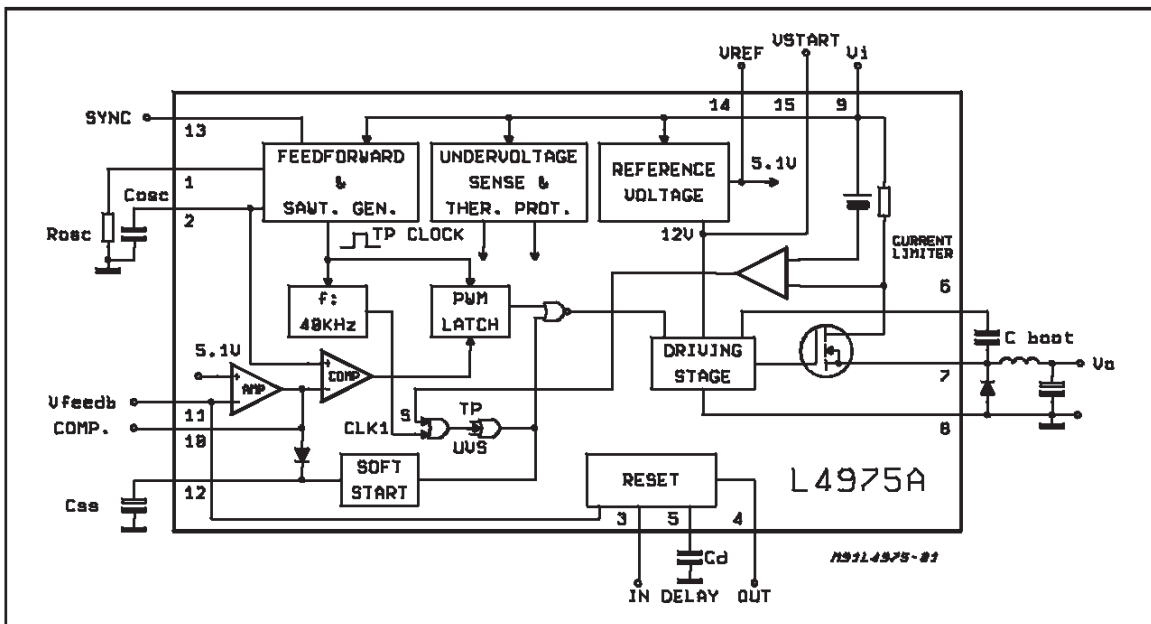 VREF
VSTART
Vi
14
15
9
SYNC
13
FEEDFORWARD
&
SAWT. GEN.
UNDERVOLTAGE
SENSE &
THER. PROT.
REFERENCE
VOLTAGE
5.1V
1
Cosc
2
Rosc
12V
TP CLOCK
CURRENT
LIMITER
6
f:
40KHz
PWM
LATCH
C boot
DRIVING
STAGE
7
Vo
5.1V
+
-
AMP
+
-
COMP
Vfeedb
11
S
TP
COMP.
10
CLK1
UVS
8
SOFT
START
RESET
L4975A
12
Css
3
5
4
Cd
M91L4975-01
IN
DELAY
OUT